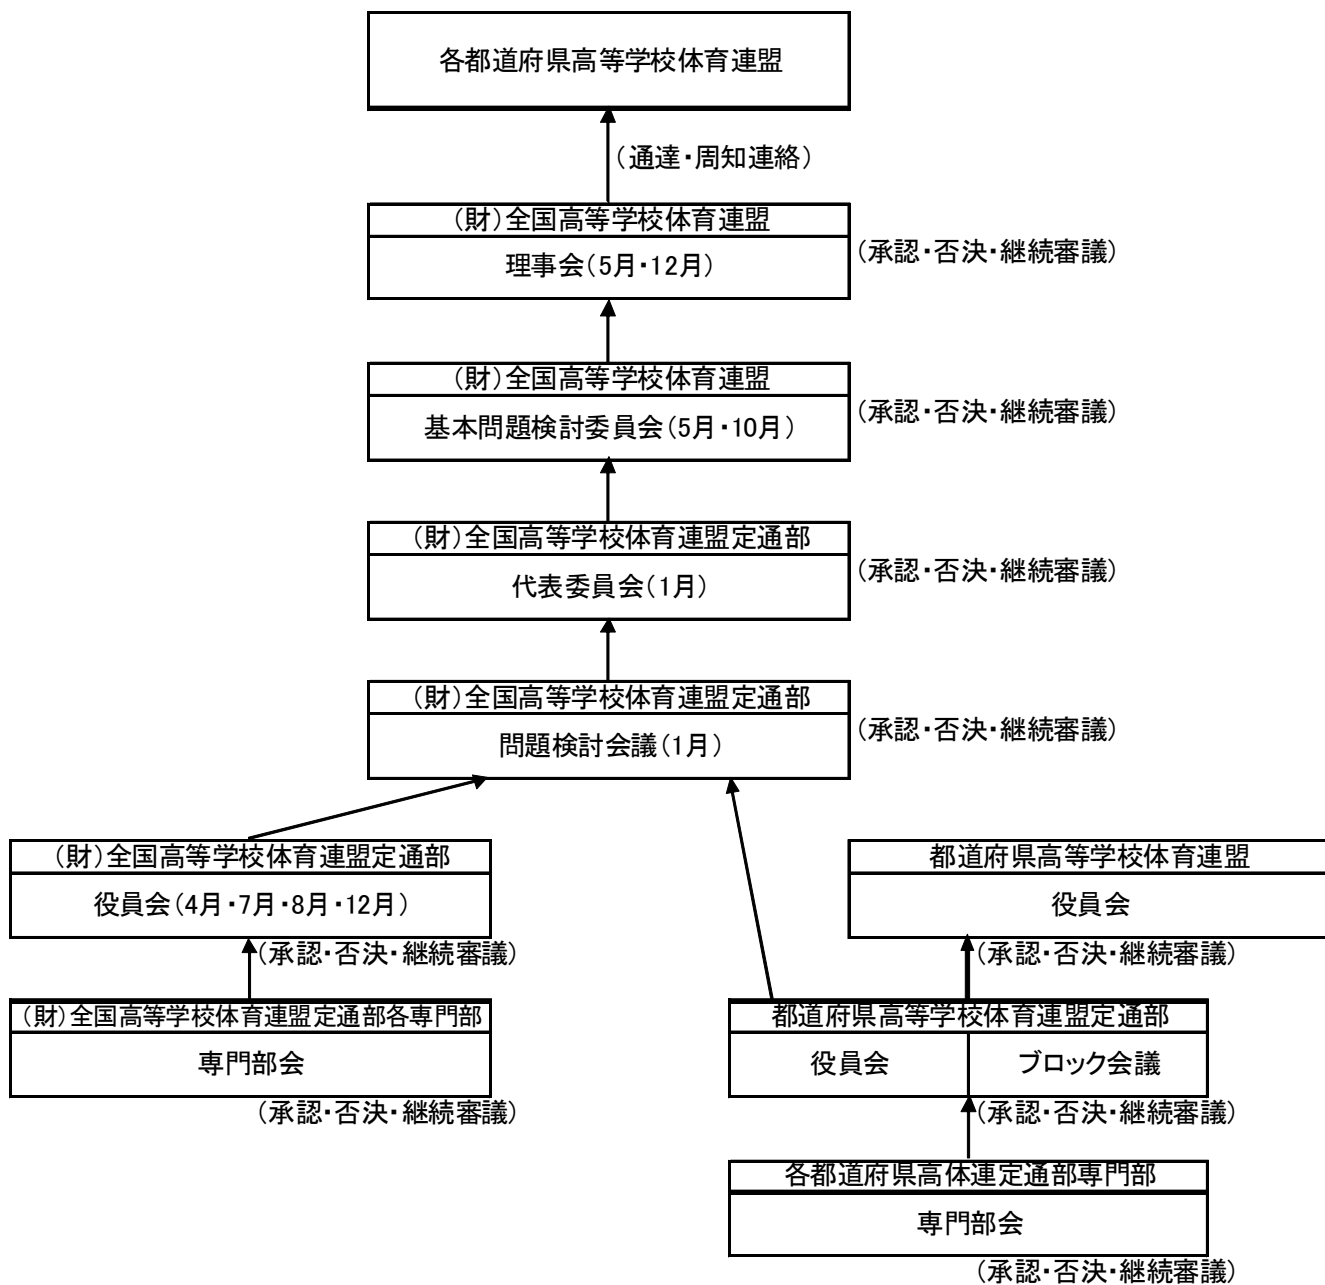 各都道府県高等学校体育連盟
(通達・周知連絡)
(財)全国高等学校体育連盟
(承認・否決・継続審議)
理事会(5月・12月)
(財)全国高等学校体育連盟
(承認・否決・継続審議)
基本問題検討委員会(5月・10月)
(財)全国高等学校体育連盟定通部
(承認・否決・継続審議)
代表委員会(1月)
(財)全国高等学校体育連盟定通部
(承認・否決・継続審議)
問題検討会議(1月)
(財)全国高等学校体育連盟定通部
役員会(4月・7月・8月・12月)
(承認・否決・継続審議)
(財)全国高等学校体育連盟定通部各専門部
専門部会
(承認・否決・継続審議)
都道府県高等学校体育連盟
役員会
(承認・否決・継続審議)
都道府県高等学校体育連盟定通部
役員会
ブロック会議
(承認・否決・継続審議)
各都道府県高体連定通部専門部
専門部会
(承認・否決・継続審議)